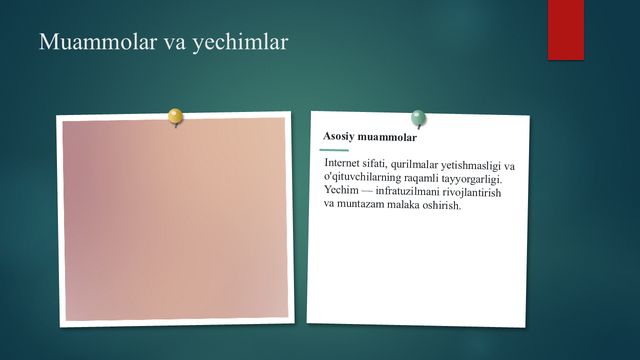 Muammolar va yechimlar
Asosiy muammolar
Internet sifati, qurilmalar yetishmasligi va
o'qituvchilarning raqamli tayyorgarligi.
Yechim — infratuzilmani rivojlantirish
va muntazam malaka oshirish.